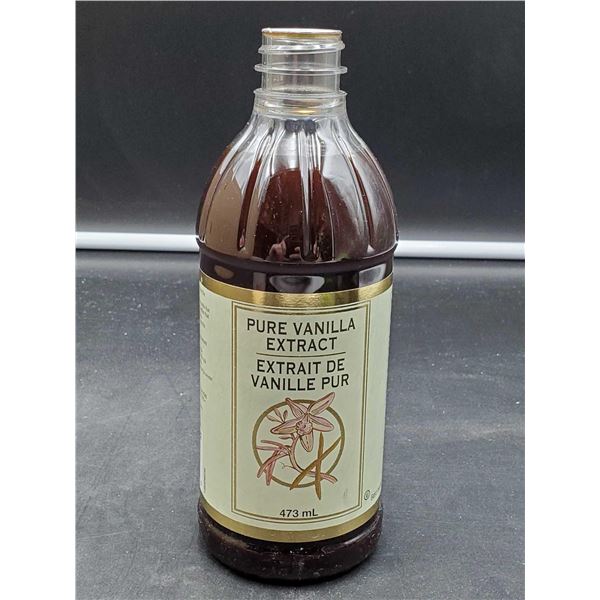 PURE VANILLA
EXTRACT
EXTRAIT DE
VANILLE PUR
473 mL